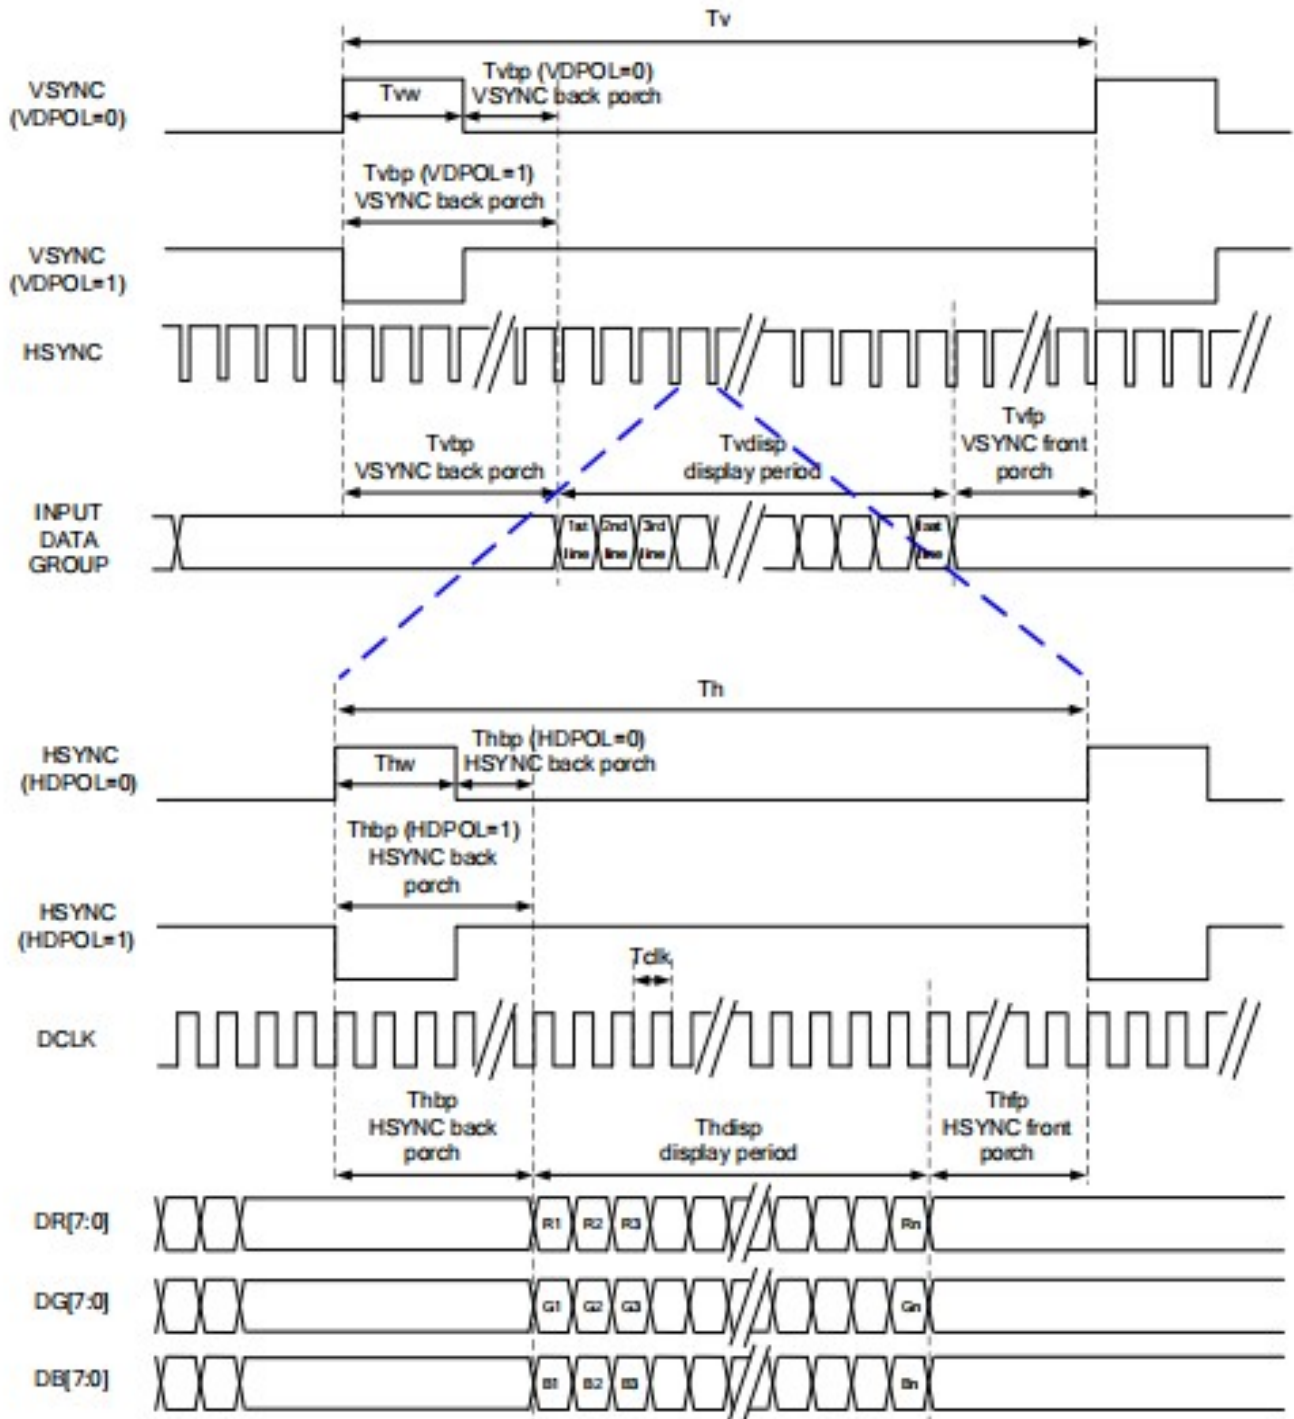 Tv
VSYNC
(VDPOL=0)
Tvw
Tvbp (VDPOL=0)
VSYNC back porch
Tvbp (VDPOL=1)
VSYNC back porch
VSYNC
(VDPOL=1)
HSYNC
Tvbp
VSYNC back porch
Tvdisp
display period
Tvfp
VSYNC front
porch
INPUT
DATA
GROUP
1st
line
2nd
line
3rd
line
last
line
Th
HSYNC
(HDPOL=0)
Thw
Thbp (HDPOL=0)
HSYNC back porch
Thbp (HDPOL=1)
HSYNC back
porch
HSYNC
(HDPOL=1)
Tclk
DCLK
Thbp
HSYNC back
porch
Thdisp
display period
Thfp
HSYNC front
porch
DR[7:0]
R1 R2 R3 Rn
DG[7:0]
G1 G2 G3 Gn
DB[7:0]
B1 B2 B3 Bn